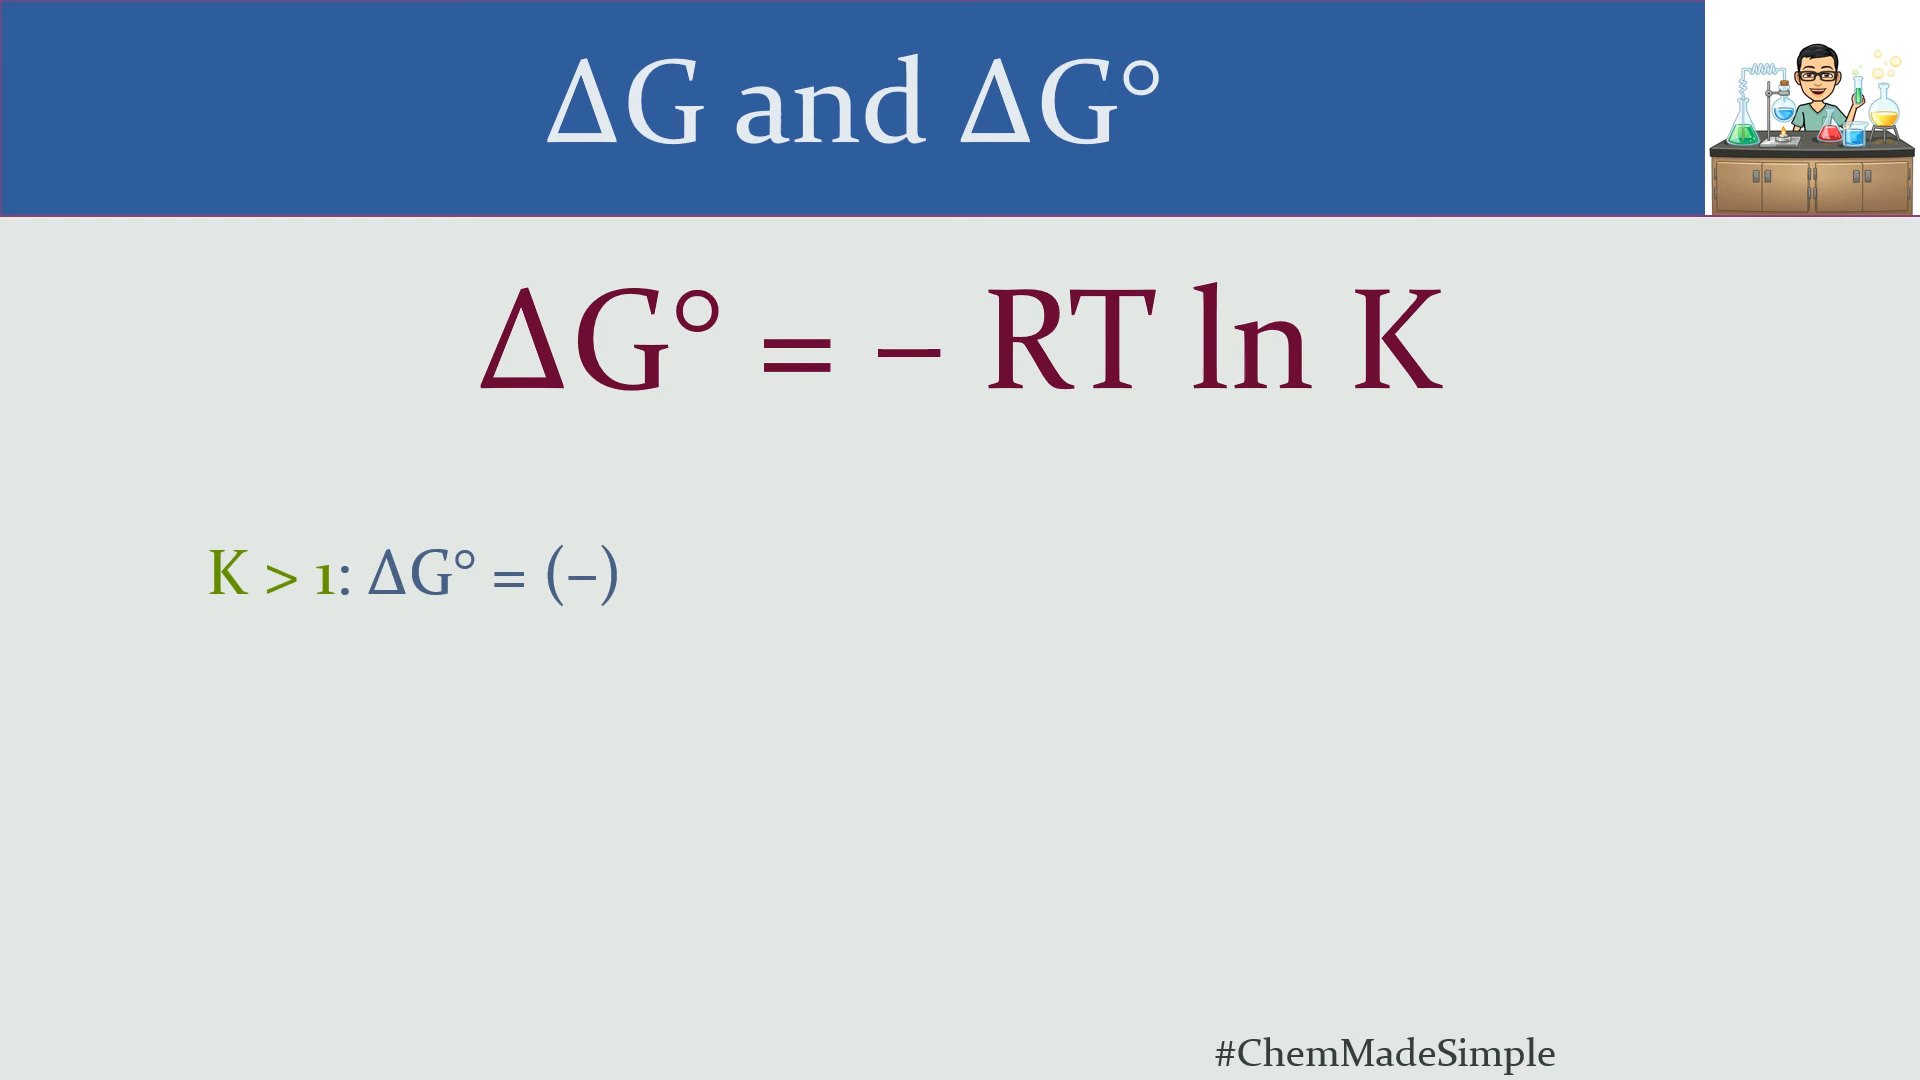 ΔG and ΔG°
ΔG° = – RT ln K
K > 1: ΔG° = (–)
#ChemMadeSimple